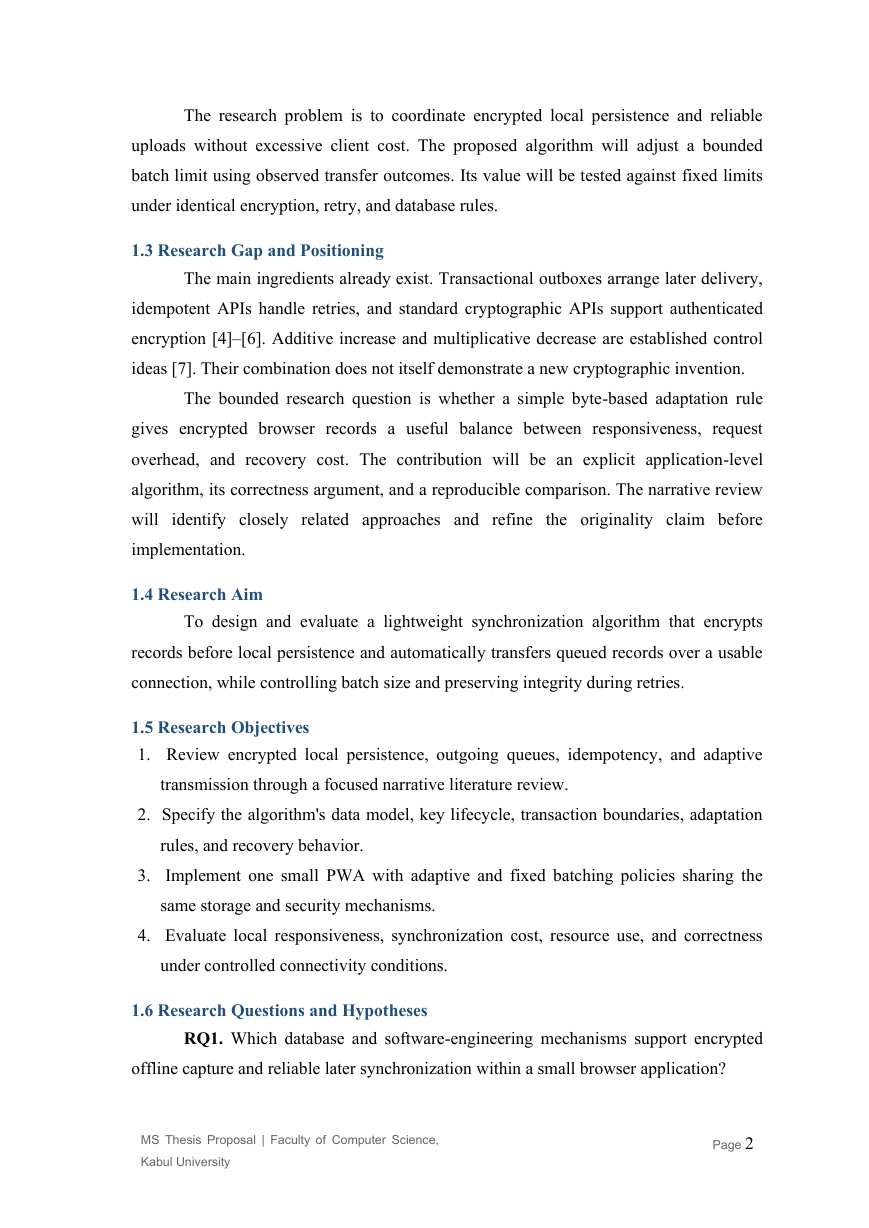 The research problem is to coordinate encrypted local persistence and reliable
uploads without excessive client cost. The proposed algorithm will adjust a bounded
batch limit using observed transfer outcomes. Its value will be tested against fixed limits
under identical encryption, retry, and database rules.
1.3 Research Gap and Positioning
The main ingredients already exist. Transactional outboxes arrange later delivery,
idempotent APIs handle retries, and standard cryptographic APIs support authenticated
encryption [4]–[6]. Additive increase and multiplicative decrease are established control
ideas [7]. Their combination does not itself demonstrate a new cryptographic invention.
The bounded research question is whether a simple byte-based adaptation rule
gives encrypted browser records a useful balance between responsiveness, request
overhead, and recovery cost. The contribution will be an explicit application-level
algorithm, its correctness argument, and a reproducible comparison. The narrative review
will identify closely related approaches and refine the originality claim before
implementation.
1.4 Research Aim
To design and evaluate a lightweight synchronization algorithm that encrypts
records before local persistence and automatically transfers queued records over a usable
connection, while controlling batch size and preserving integrity during retries.
1.5 Research Objectives
1. Review encrypted local persistence, outgoing queues, idempotency, and adaptive
transmission through a focused narrative literature review.
2. Specify the algorithm's data model, key lifecycle, transaction boundaries, adaptation
rules, and recovery behavior.
3. Implement one small PWA with adaptive and fixed batching policies sharing the
same storage and security mechanisms.
4. Evaluate local responsiveness, synchronization cost, resource use, and correctness
under controlled connectivity conditions.
1.6 Research Questions and Hypotheses
RQ1. Which database and software-engineering mechanisms support encrypted
offline capture and reliable later synchronization within a small browser application?
MS Thesis Proposal | Faculty of Computer Science,
Kabul University
Page 2